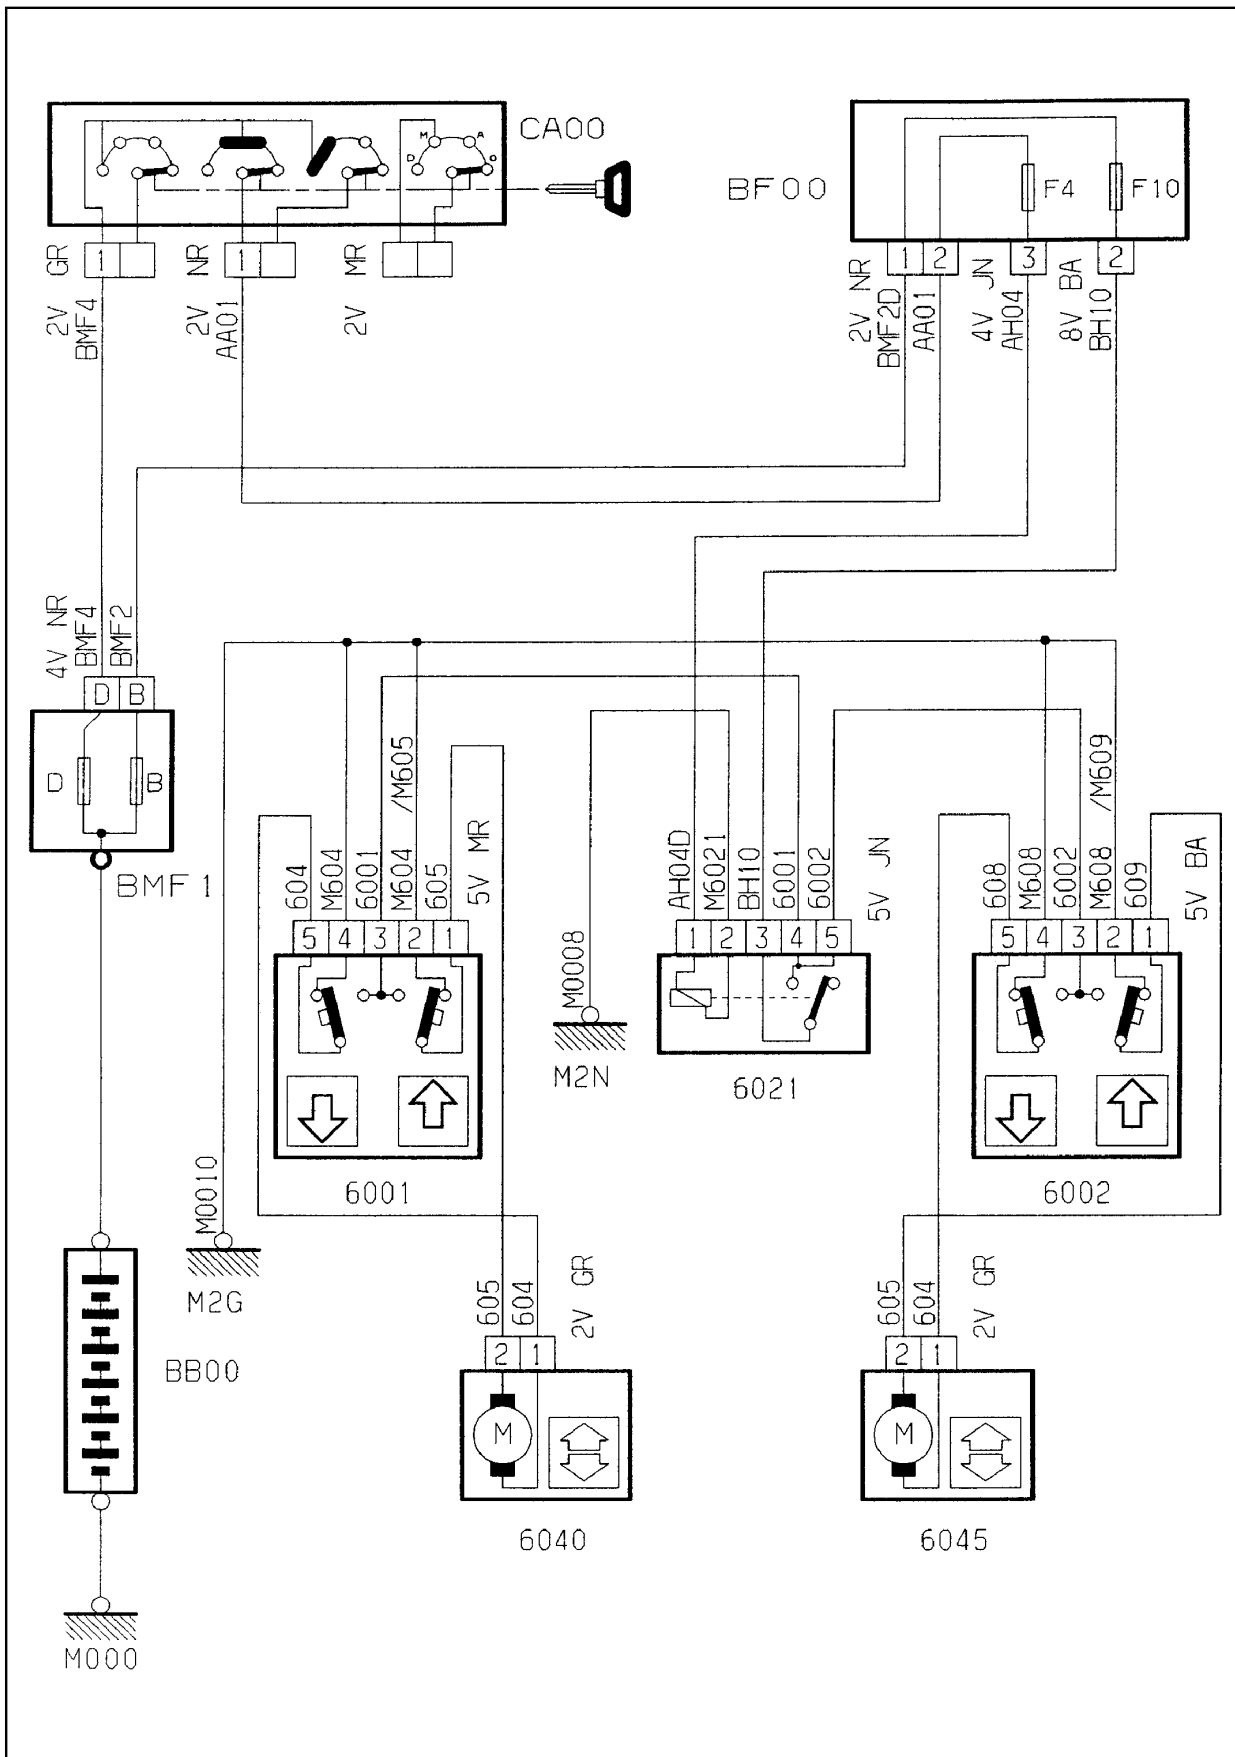 CA00
M
A
D
O
1
1
2V GR
BMF4
2V NR
AA01
2V MR
BF00
F4
F10
1
2
3
2
2V NR
BMF2D
AA01
4V JN
AH04
8V BA
BH10
4V NR
BMF4
BMF2
D
B
D
B
BMF1
604
M604
6001
M604 /M605
605
5V MR
5
4
3
2
1
6001
AH04D
M6021
BH10
6001
6002
5V JN
1
2
3
4
5
6021
M0008
M2N
608
M608
6002
M608 /M609
609
5V BA
5
4
3
2
1
6002
M0010
M2G
BB00
M000
605
604
2V GR
2
1
M
6040
605
604
2V GR
2
1
M
6045